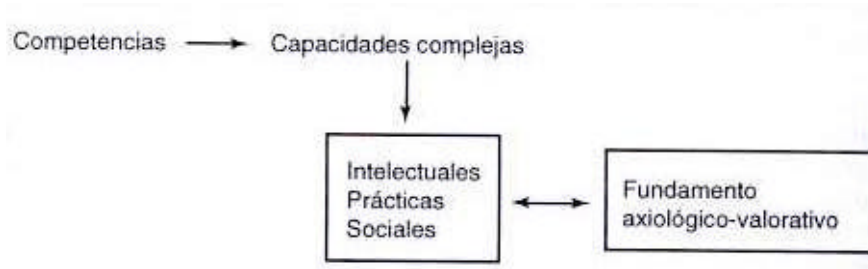 Competencias
Capacidades complejas
Intelectuales
Prácticas
Sociales
Fundamento
axiológico-valorativo